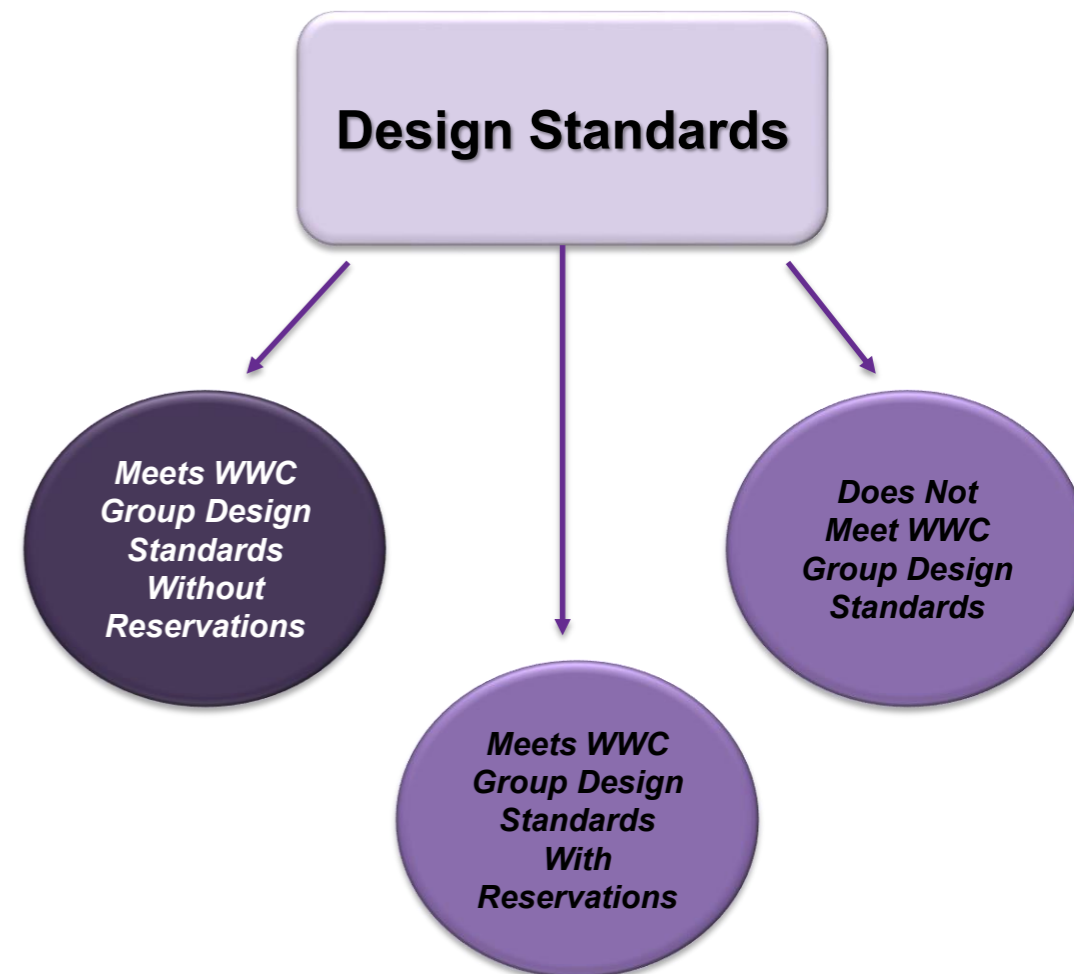 Design Standards
Meets WWC
Group Design
Standards
Without
Reservations
Does Not
Meet WWC
Group Design
Standards
Meets WWC
Group Design
Standards
With
Reservations